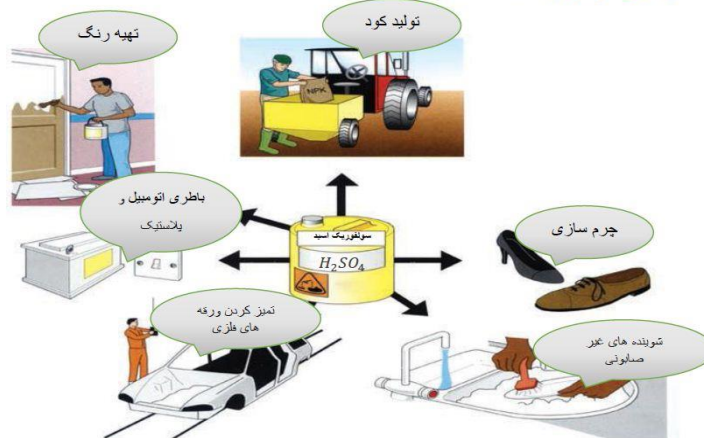 تولید کود
تهیه رنگ
NPK
باطری اتومبیل و
پلاستیک
سولفوریک اسید
H₂SO₄
چرم سازی
تمیز کردن ورقه
های فلزی
شوینده های غیر
صابونی